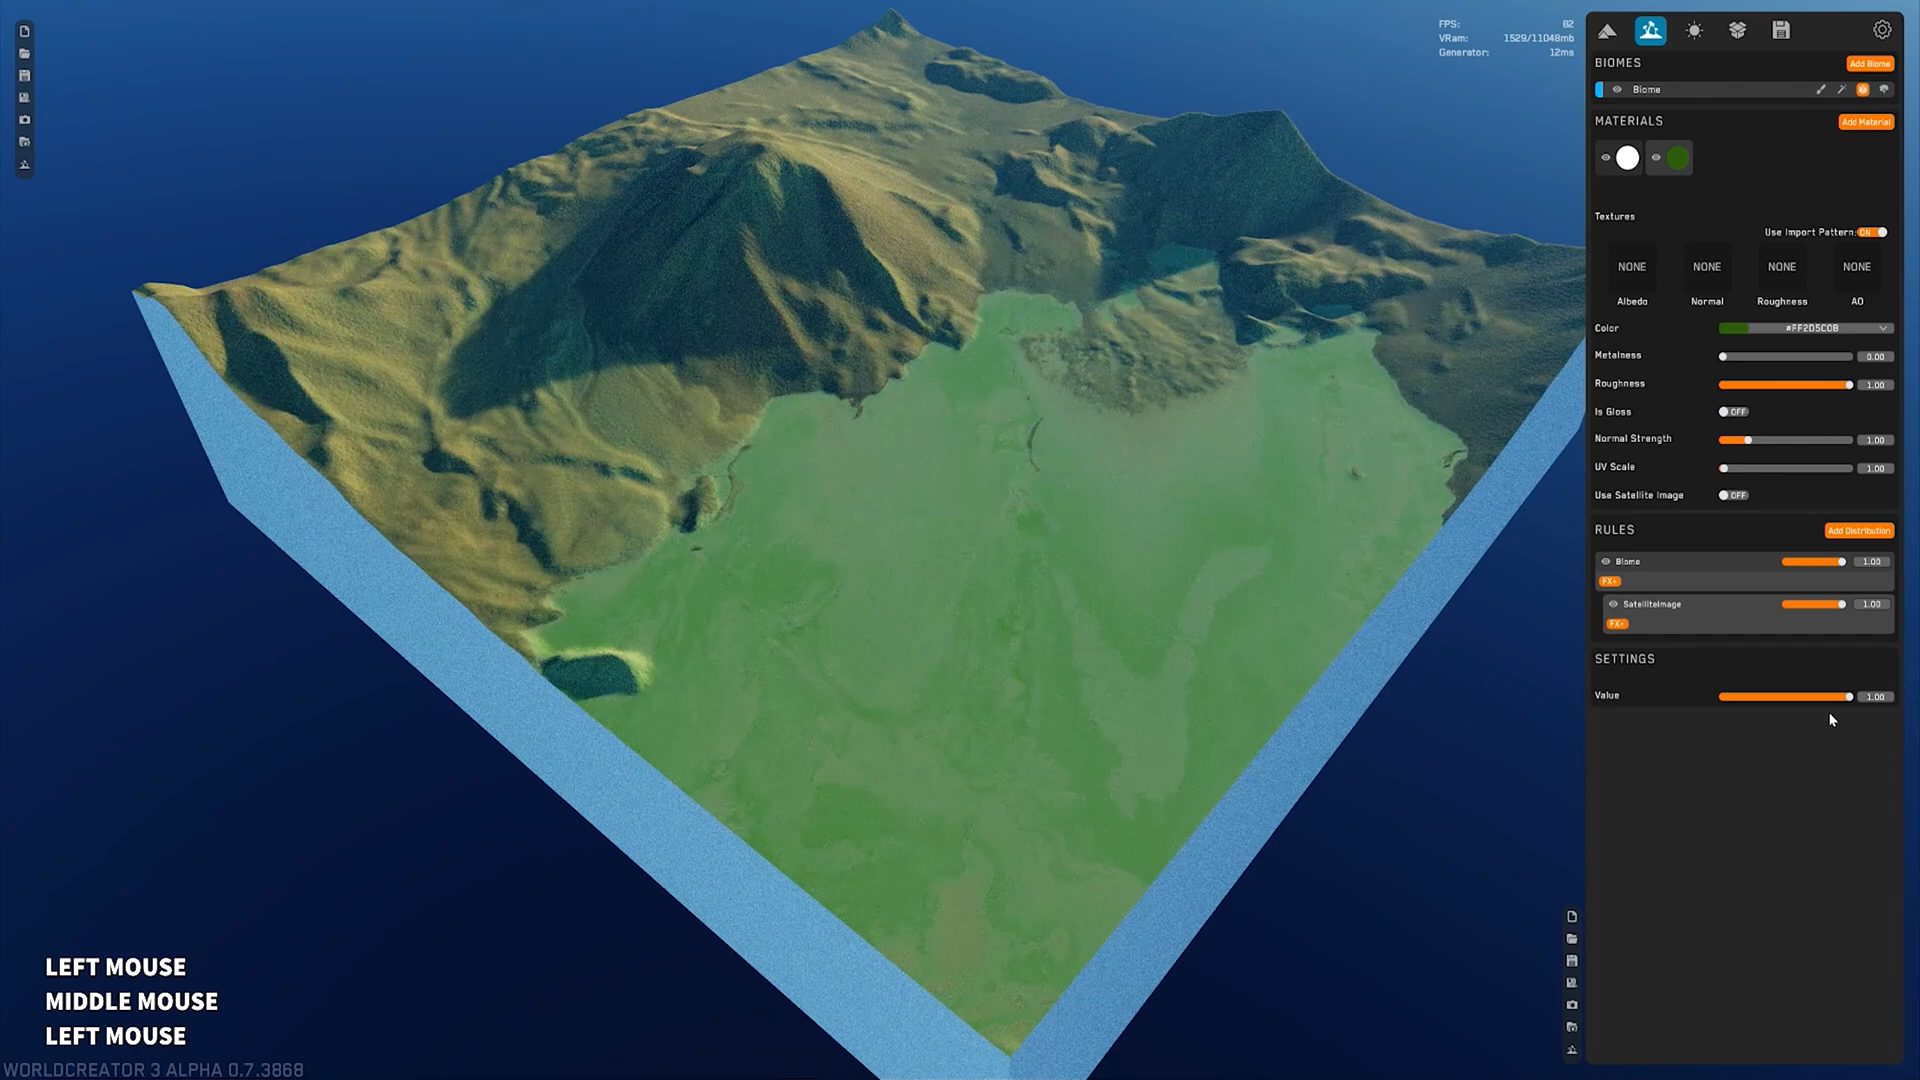 FPS: 82
VRam: 1529/11048mb
Generator: 12ms
BIOMES Add Biome
Biome
MATERIALS Add Material
Textures
Use Import Pattern: ON
NONE NONE NONE NONE
Albedo Normal Roughness AO
Color #FF2D5C0B
Metalness 0.00
Roughness 1.00
Is Gloss OFF
Normal Strength 1.00
UV Scale 1.00
Use Satellite Image OFF
RULES Add Distribution
Biome 1.00
FX+
SatelliteImage 1.00
FX+
SETTINGS
Value 1.00
LEFT MOUSE
MIDDLE MOUSE
LEFT MOUSE
WORLDCREATOR 3 ALPHA 0.7.3868